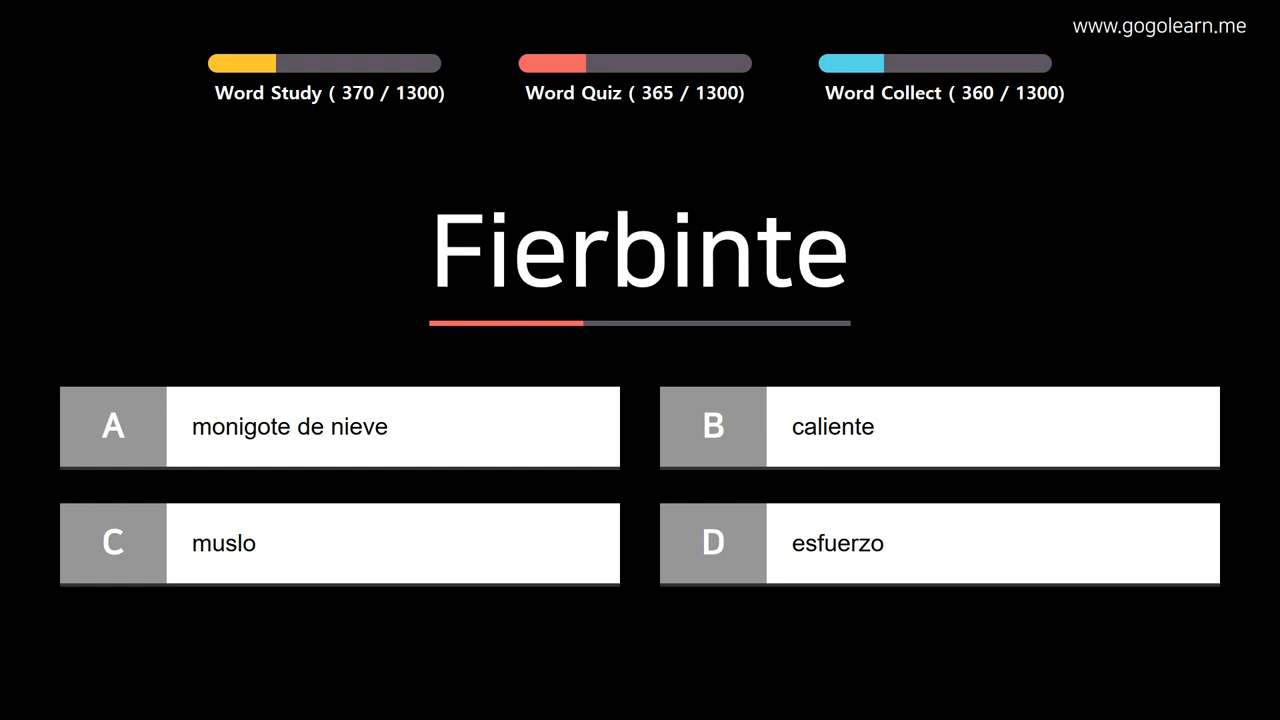 www.gogolearn.me
Word Study ( 370 / 1300)
Word Quiz ( 365 / 1300)
Word Collect ( 360 / 1300)
Fierbinte
A monigote de nieve
B caliente
C muslo
D esfuerzo